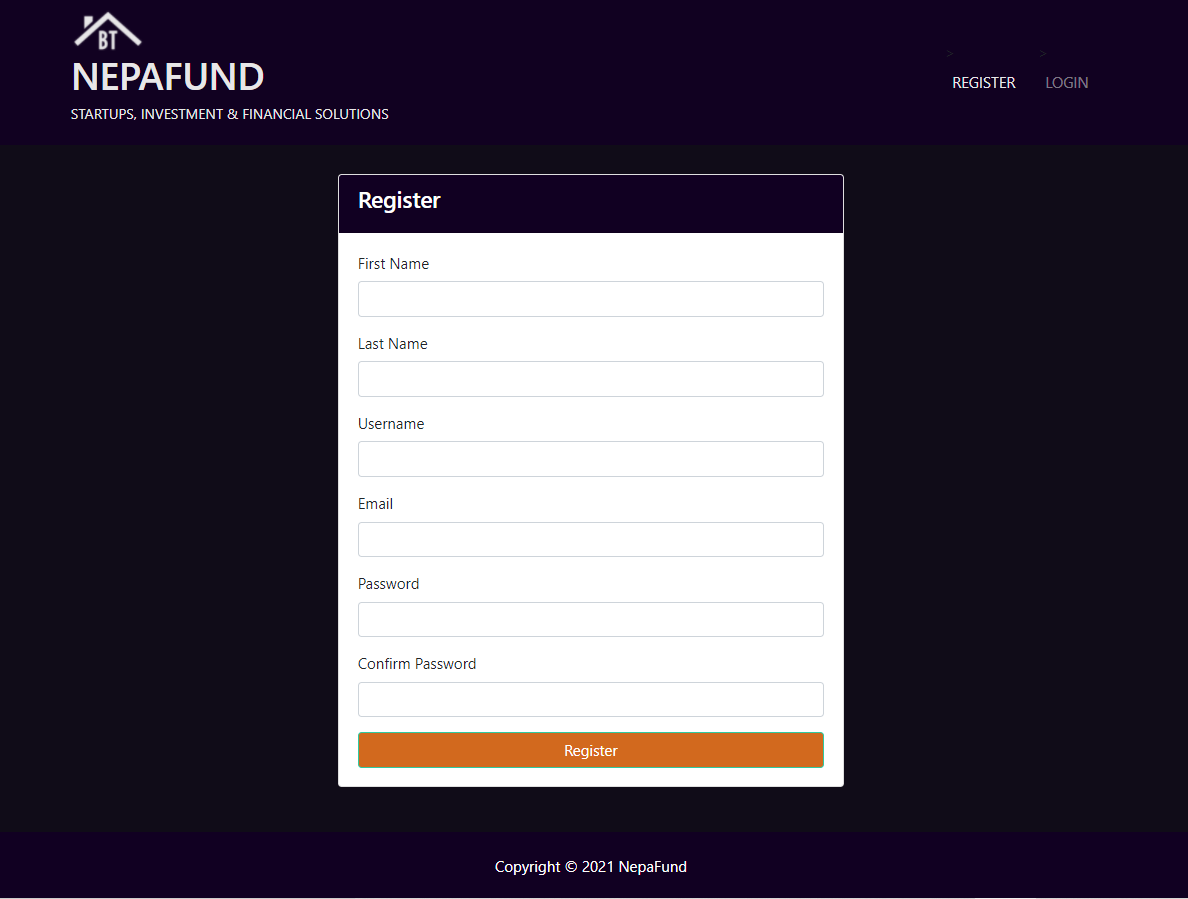 BT
NEPAFUND
STARTUPS, INVESTMENT & FINANCIAL SOLUTIONS
> >
REGISTER LOGIN
Register
First Name
Last Name
Username
Email
Password
Confirm Password
Register
Copyright © 2021 NepaFund